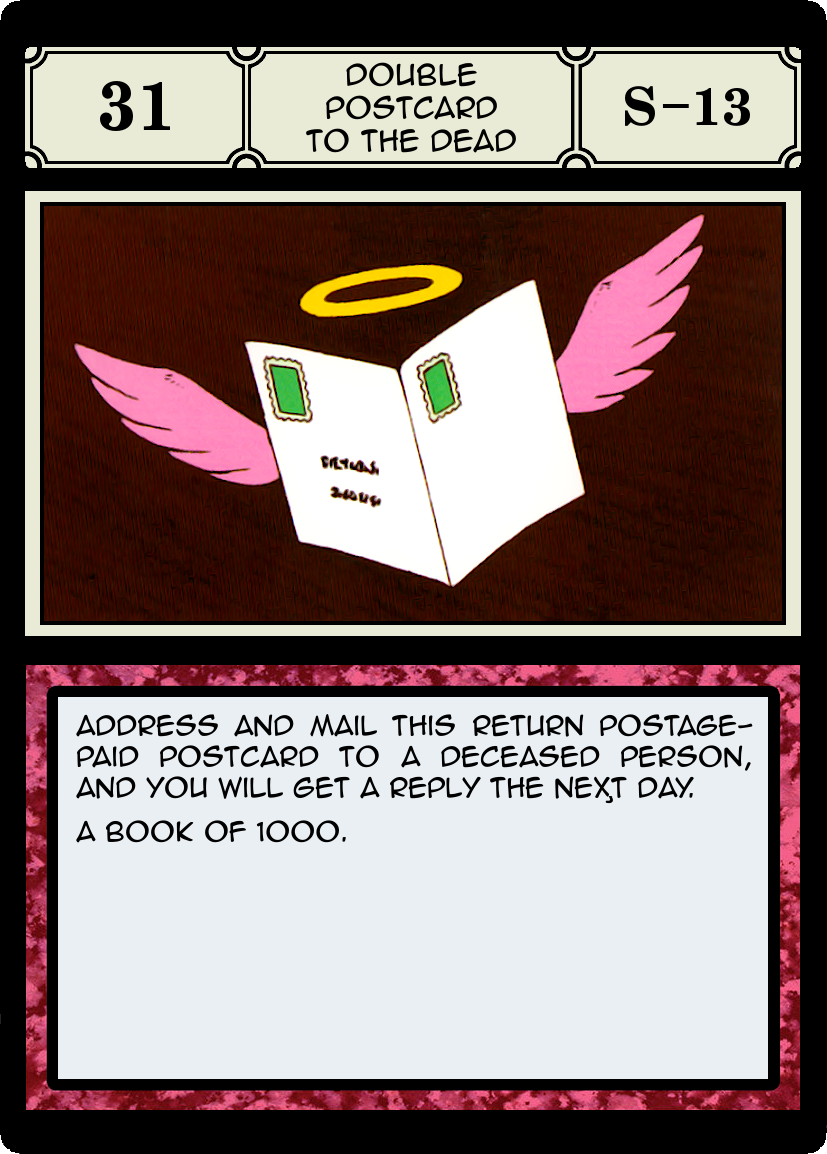 31
DOUBLE
POSTCARD
TO THE DEAD
S-13
ADDRESS AND MAIL THIS RETURN POSTAGE-
PAID POSTCARD TO A DECEASED PERSON,
AND YOU WILL GET A REPLY THE NEXT DAY.
A BOOK OF 1000.